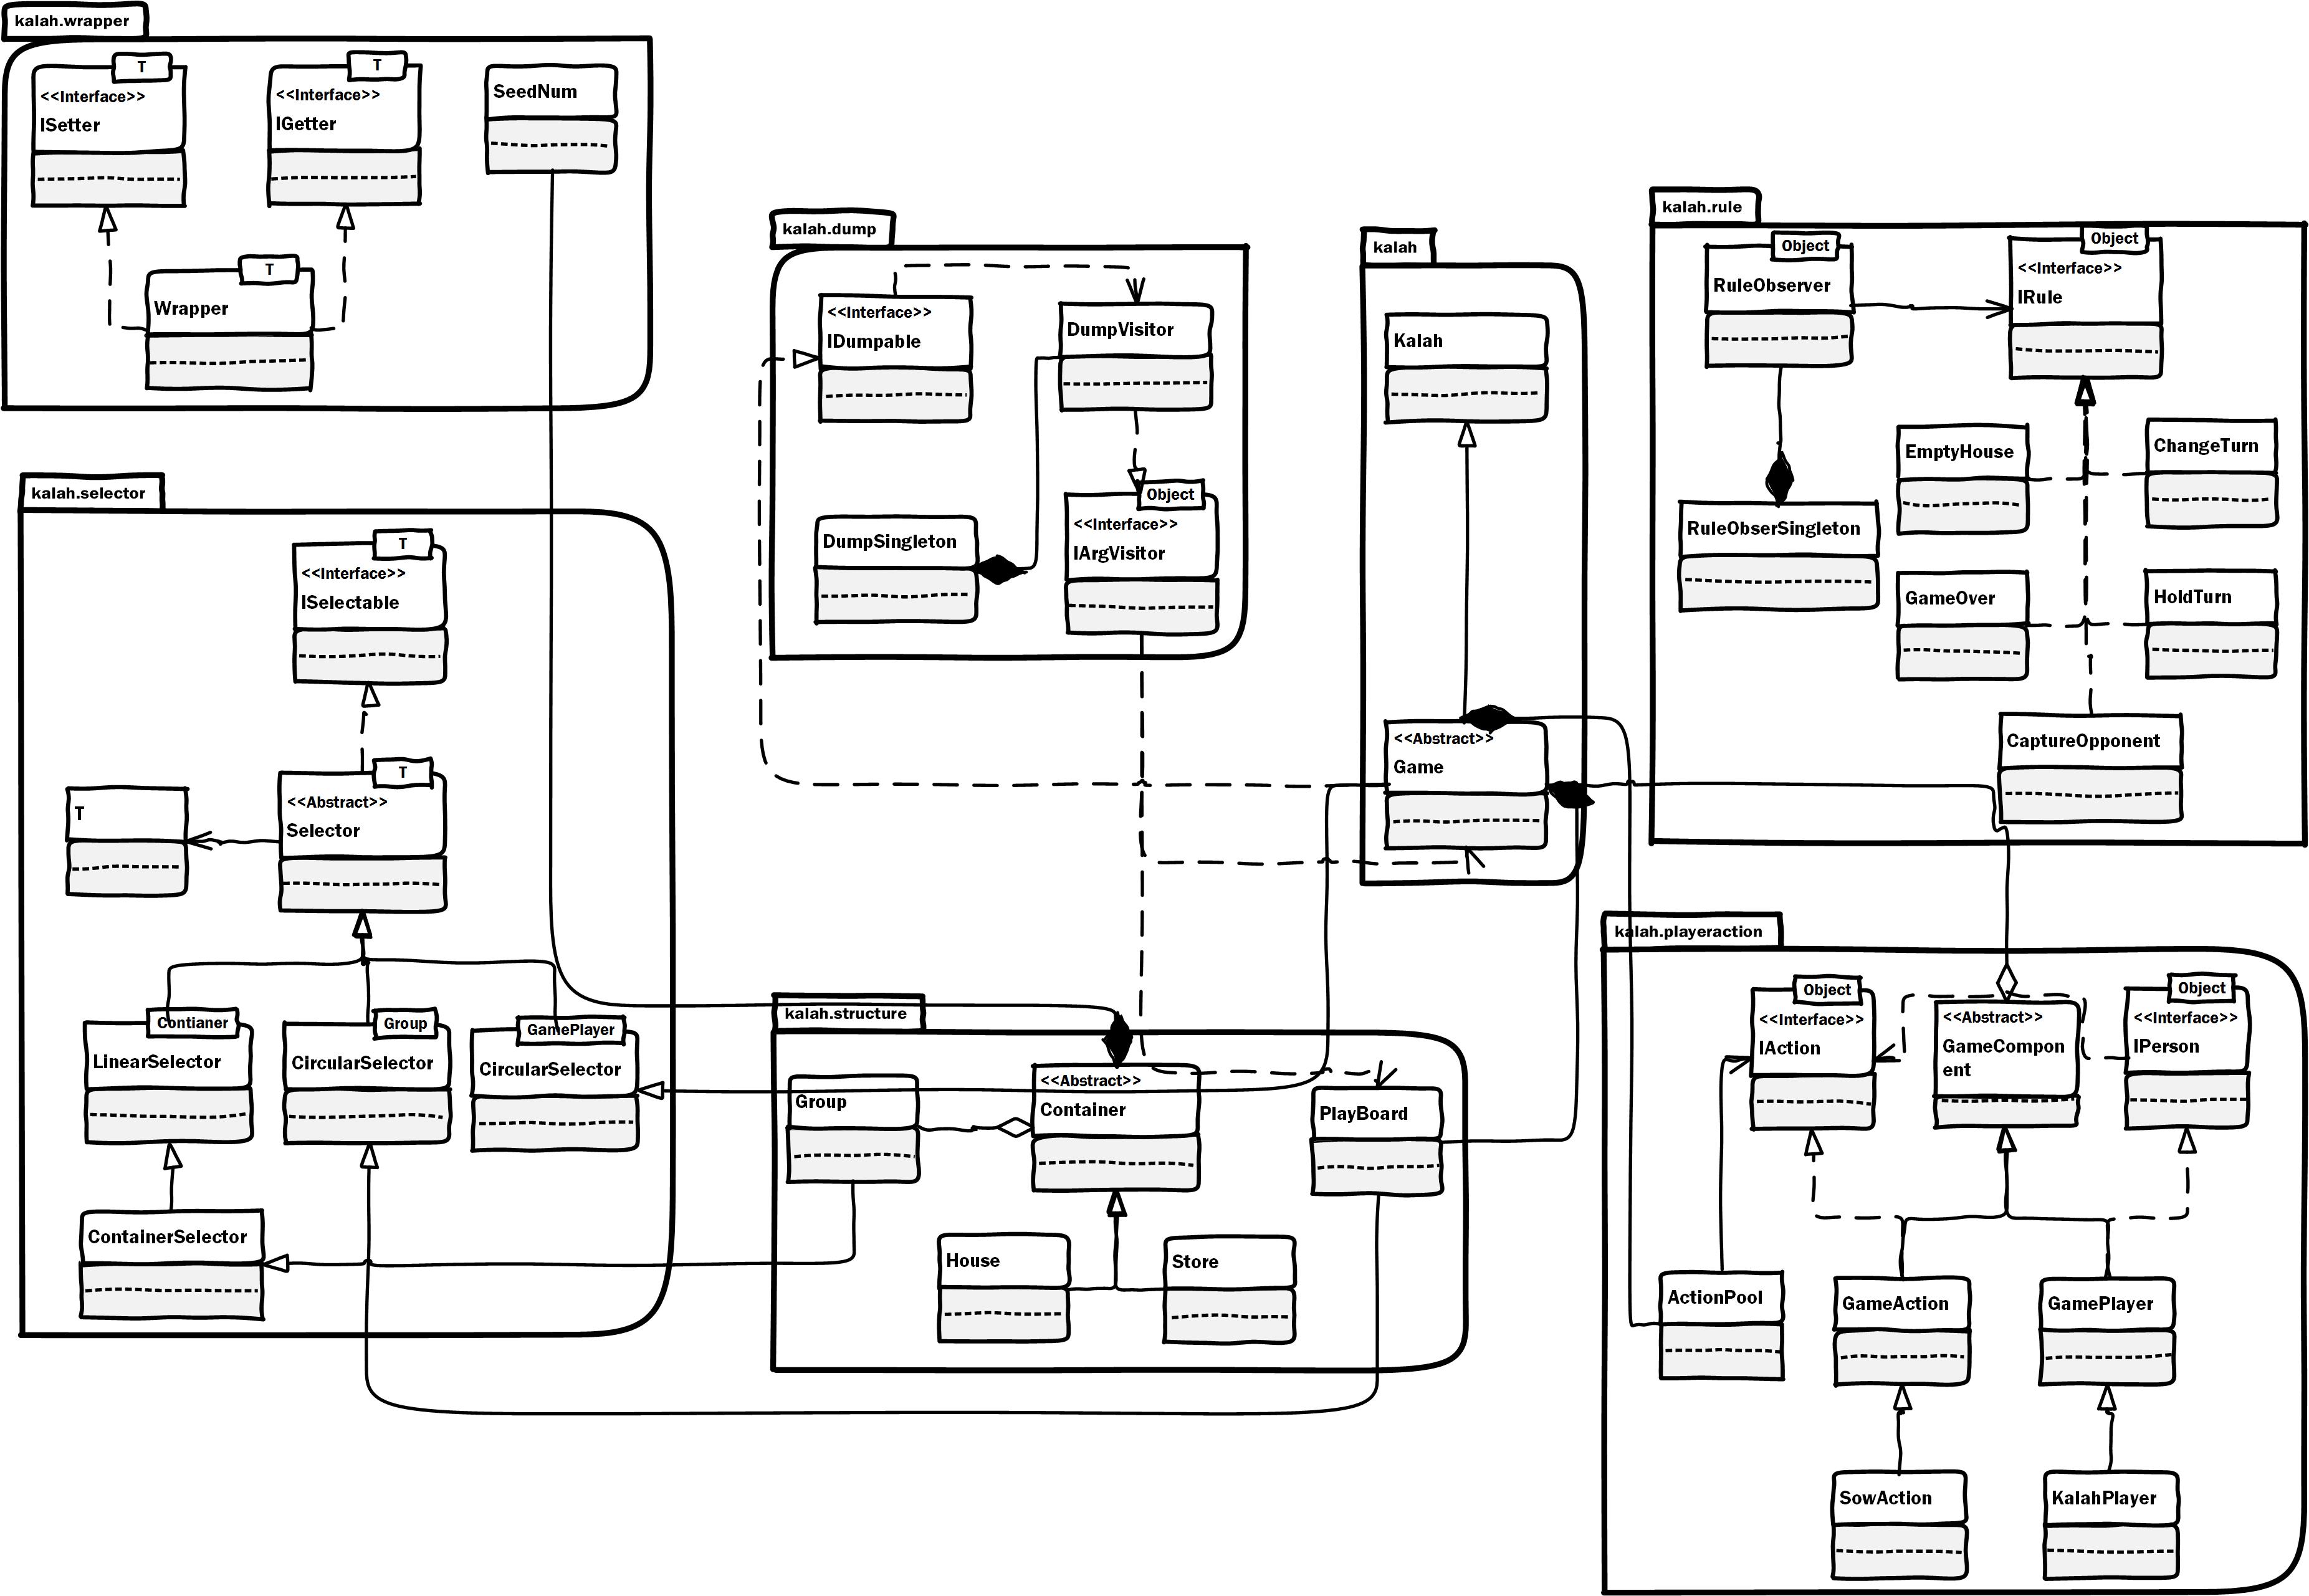 kalah.wrapper
T
<<Interface>>
ISetter
T
<<Interface>>
IGetter
SeedNum
T
Wrapper
kalah.dump
<<Interface>>
IDumpable
DumpVisitor
DumpSingleton
Object
<<Interface>>
IArgVisitor
kalah
Kalah
<<Abstract>>
Game
kalah.rule
Object
RuleObserver
Object
<<Interface>>
IRule
EmptyHouse
ChangeTurn
RuleObserSingleton
GameOver
HoldTurn
CaptureOpponent
kalah.selector
T
<<Interface>>
ISelectable
T
T
<<Abstract>>
Selector
Contianer
LinearSelector
Group
CircularSelector
GamePlayer
CircularSelector
ContainerSelector
kalah.structure
Group
<<Abstract>>
Container
PlayBoard
House
Store
kalah.playeraction
Object
<<Interface>>
IAction
<<Abstract>>
GameCompon
ent
Object
<<Interface>>
IPerson
ActionPool
GameAction
GamePlayer
SowAction
KalahPlayer